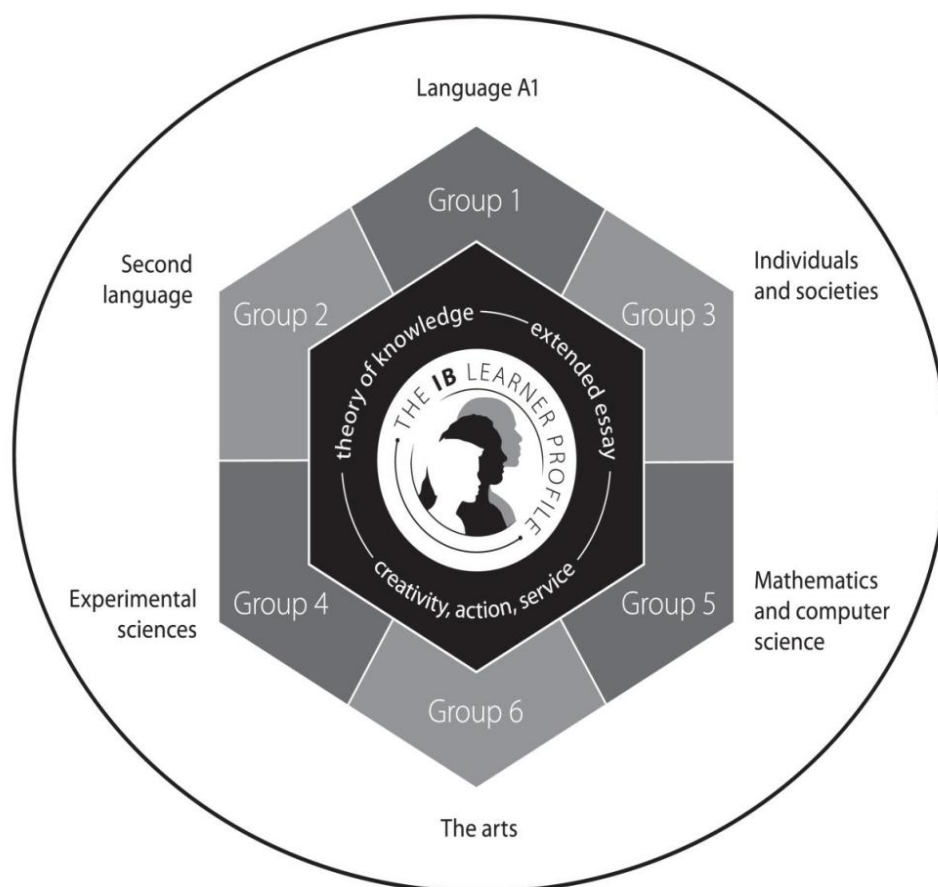 Language A1
Group 1
Second
language
Group 2
Group 3
Individuals
and societies
theory of knowledge
extended essay
THE IB LEARNER PROFILE
creativity, action, service
Experimental
sciences
Group 4
Group 5
Mathematics
and computer
science
Group 6
The arts